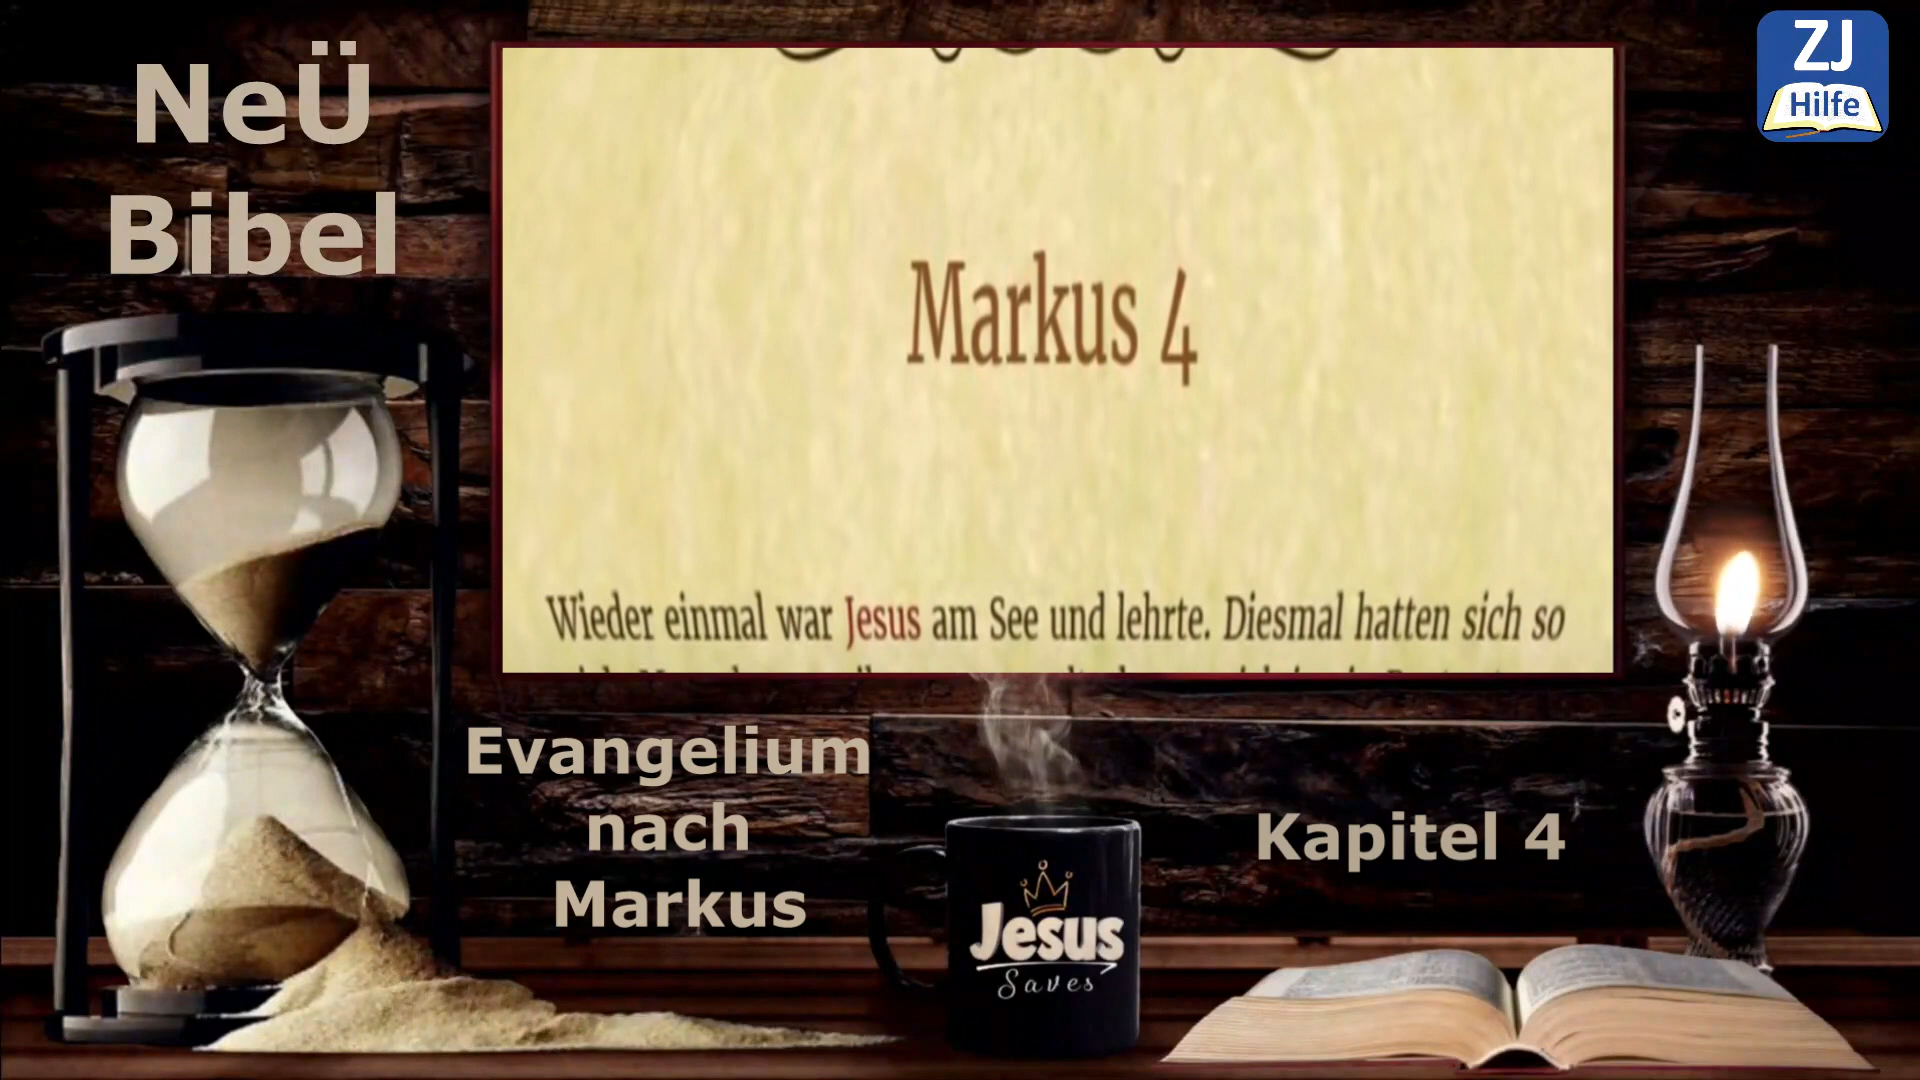 NeÜ
Bibel
ZJ
Hilfe
Markus 4
Wieder einmal war Jesus am See und lehrte. Diesmal hatten sich so
Evangelium
nach
Markus
Kapitel 4
Jesus
Saves